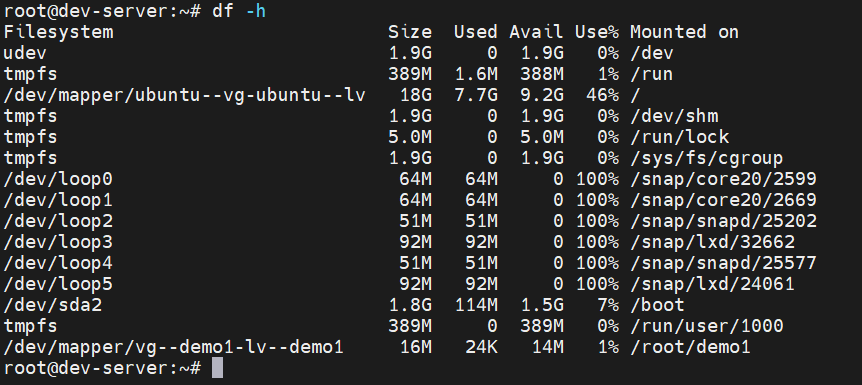 root@dev-server:~# df -h
Filesystem                         Size  Used Avail Use% Mounted on
udev                               1.9G     0  1.9G   0% /dev
tmpfs                              389M  1.6M  388M   1% /run
/dev/mapper/ubuntu--vg-ubuntu--lv   18G  7.7G  9.2G  46% /
tmpfs                              1.9G     0  1.9G   0% /dev/shm
tmpfs                              5.0M     0  5.0M   0% /run/lock
tmpfs                              1.9G     0  1.9G   0% /sys/fs/cgroup
/dev/loop0                          64M   64M     0 100% /snap/core20/2599
/dev/loop1                          64M   64M     0 100% /snap/core20/2669
/dev/loop2                          51M   51M     0 100% /snap/snapd/25202
/dev/loop3                          92M   92M     0 100% /snap/lxd/32662
/dev/loop4                          51M   51M     0 100% /snap/snapd/25577
/dev/loop5                          92M   92M     0 100% /snap/lxd/24061
/dev/sda2                          1.8G  114M  1.5G   7% /boot
tmpfs                              389M     0  389M   0% /run/user/1000
/dev/mapper/vg--demo1-lv--demo1     16M   24K   14M   1% /root/demo1
root@dev-server:~#